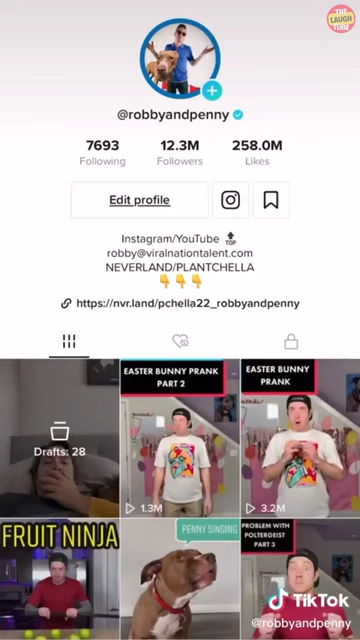 THE
LAUGH
TUBE
@robbyandpenny
7693 12.3M 258.0M
Following Followers Likes
Edit profile
Instagram/YouTube 🔝
robby@viralnationtalent.com
NEVERLAND/PLANTCHELLA
👇👇👇
https://nvr.land/pchella22_robbyandpenny
Drafts: 28
EASTER BUNNY PRANK
PART 2
1.3M
EASTER BUNNY
PRANK
3.2M
FRUIT NINJA
PENNY SINGING
PROBLEM WITH
POLTERGEIST
PART 3
TikTok
@robbyandpenny